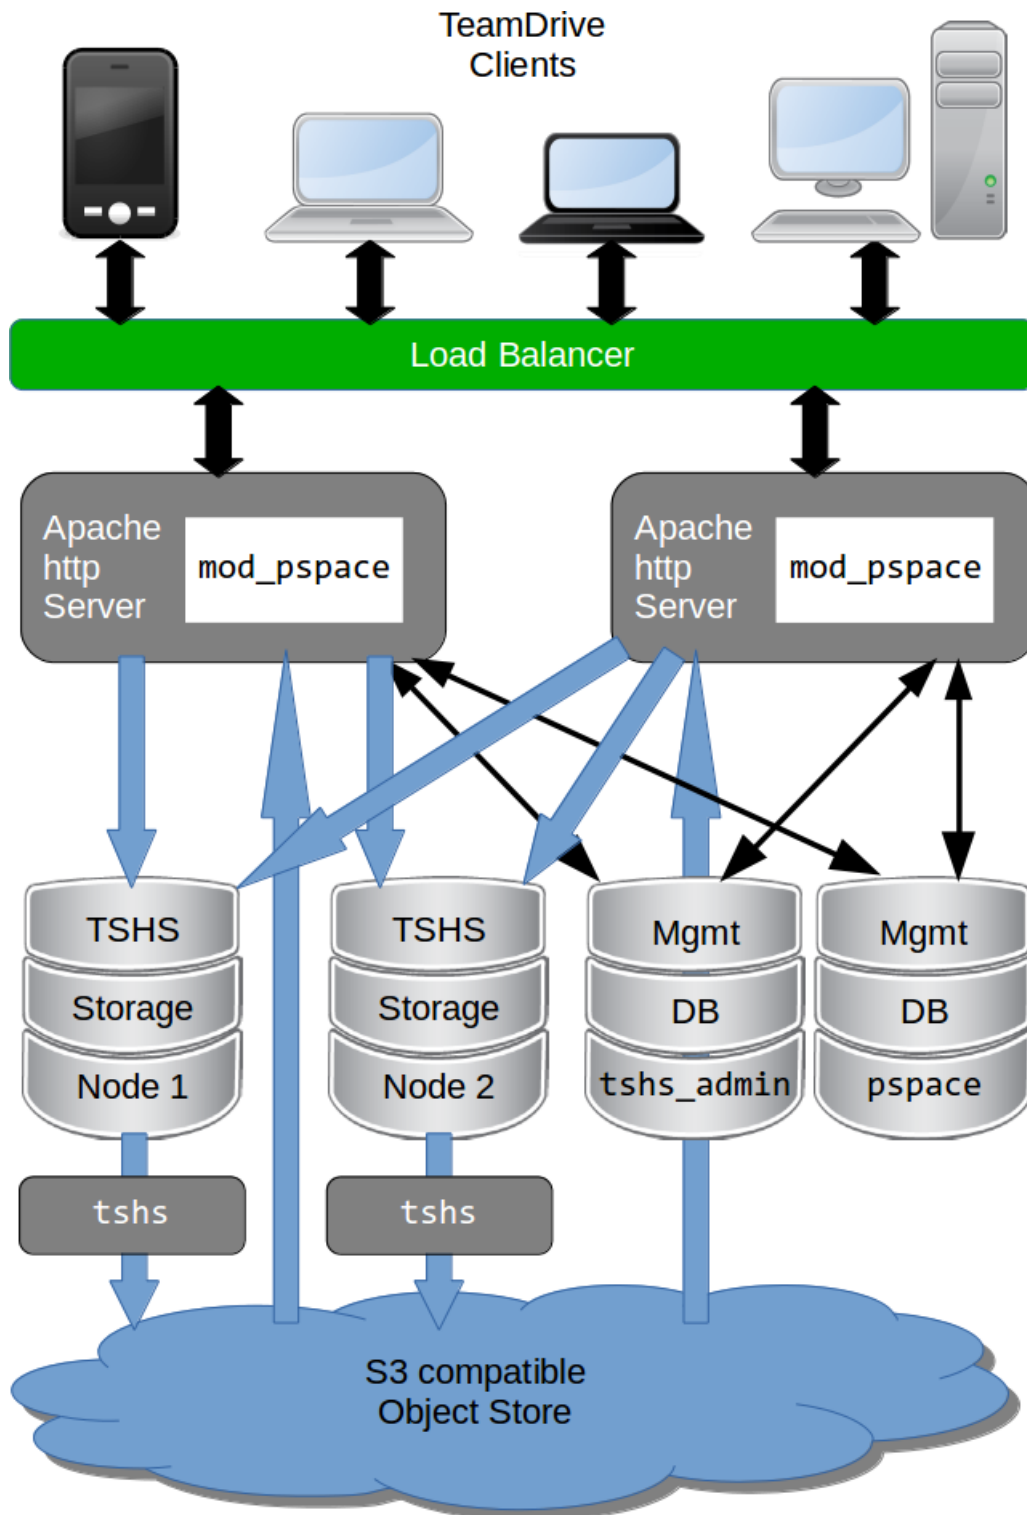 TeamDrive
Clients
Load Balancer
Apache
http
Server
mod_pspace
Apache
http
Server
mod_pspace
TSHS
Storage
Node 1
TSHS
Storage
Node 2
Mgmt
DB
tshs_admin
Mgmt
DB
pspace
tshs
tshs
S3 compatible
Object Store